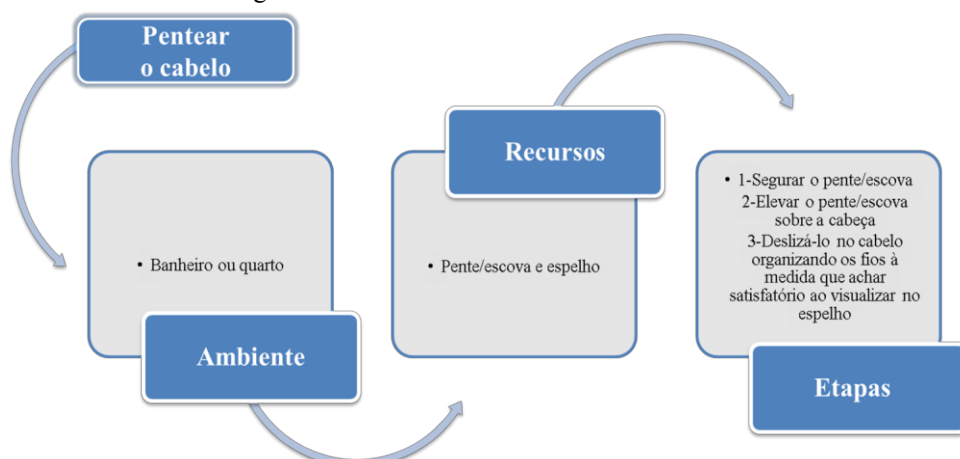 Pentear
o cabelo
• Banheiro ou quarto
Ambiente
Recursos
• Pente/escova e espelho
• 1-Segurar o pente/escova
2-Elevar o pente/escova
sobre a cabeça
3-Deslizá-lo no cabelo
organizando os fios à
medida que achar
satisfatório ao visualizar no
espelho
Etapas